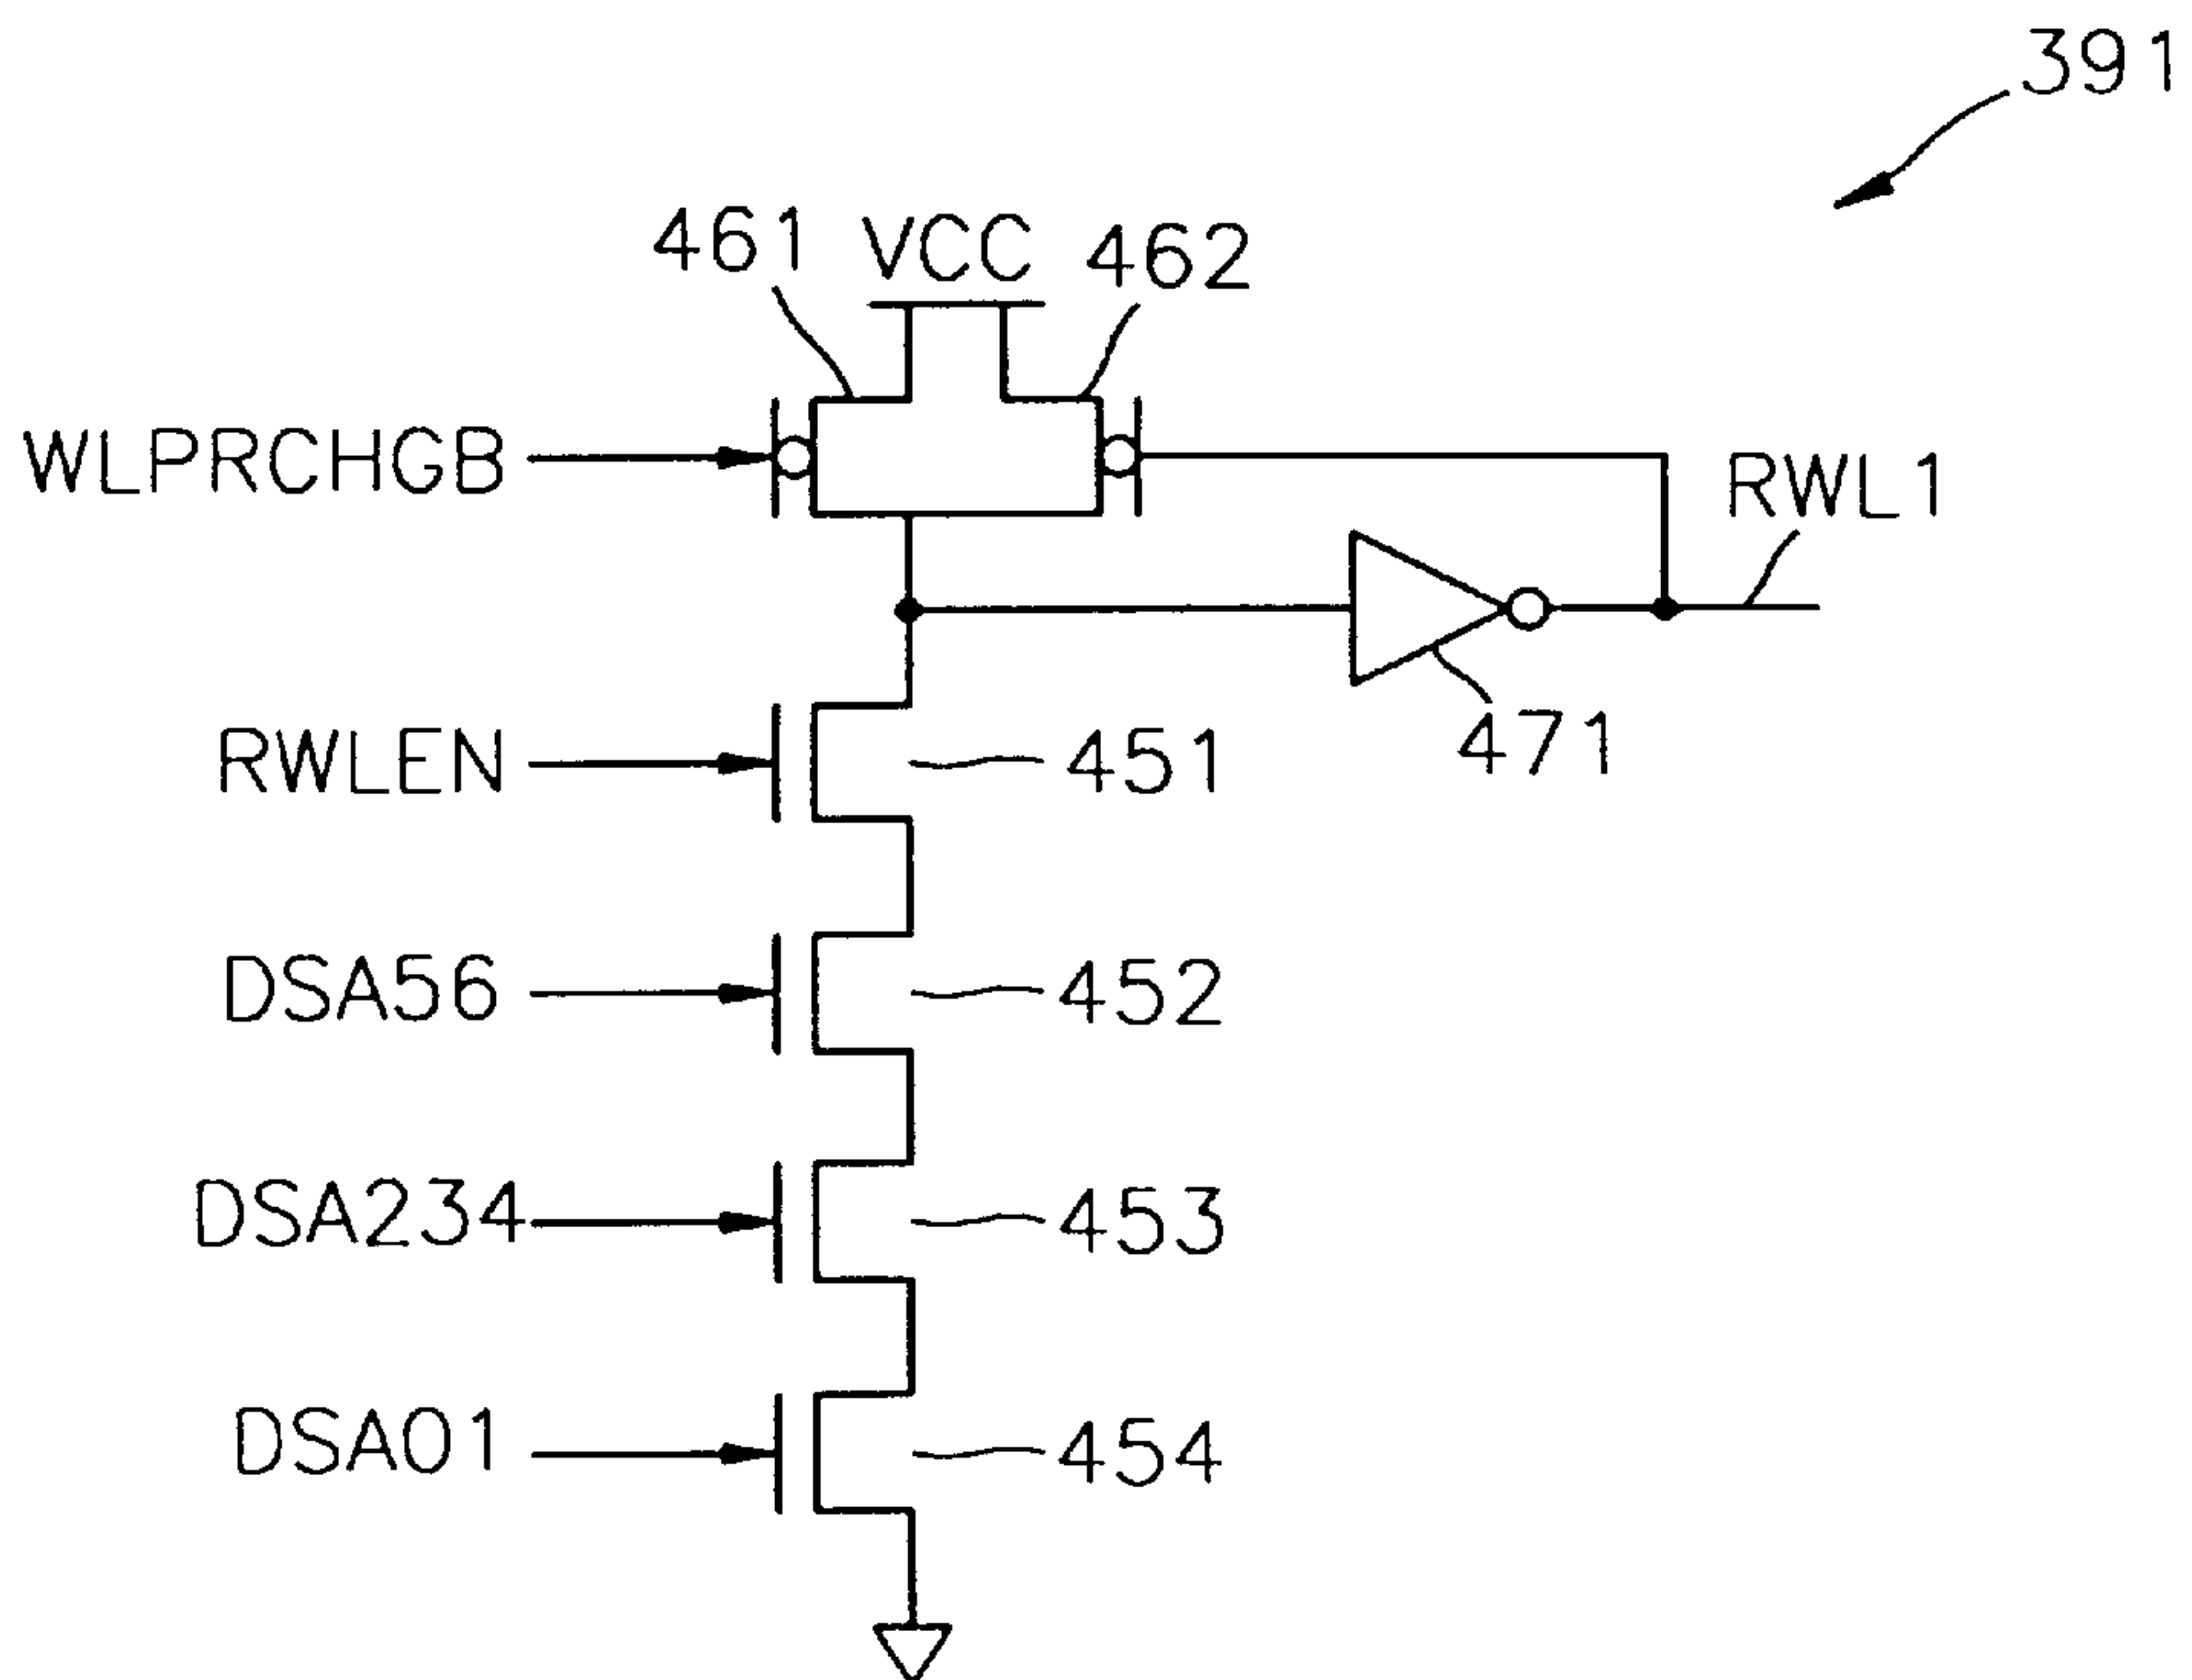 391
461 VCC 462
WLPRCHGB
RWL1
RWLEN
451
471
DSA56
452
DSA234
453
DSA01
454